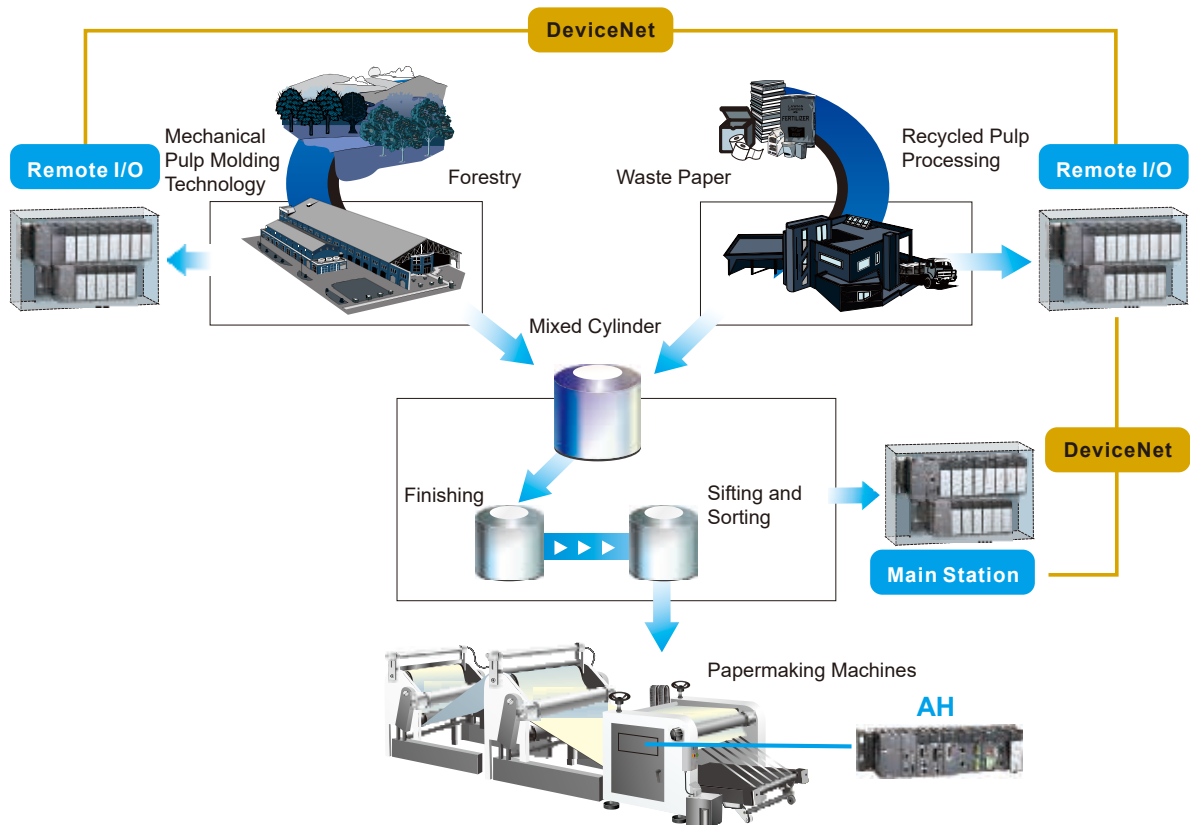 DeviceNet
Mechanical
Pulp Molding
Technology
Remote I/O
Forestry
Waste Paper
FERTILIZER
Recycled Pulp
Processing
Remote I/O
Mixed Cylinder
DeviceNet
Finishing
Sifting and
Sorting
Main Station
Papermaking Machines
AH